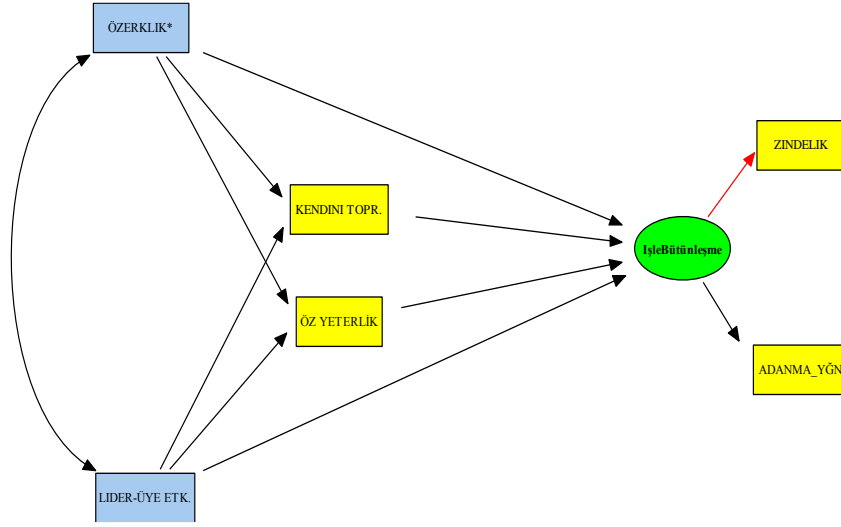 ÖZERKLIK*
ZINDELIK
KENDINI TOPR.
IşleBütünleşme
ÖZ YETERLİK
ADANMA_YĞN
LIDER-ÜYE ETK.